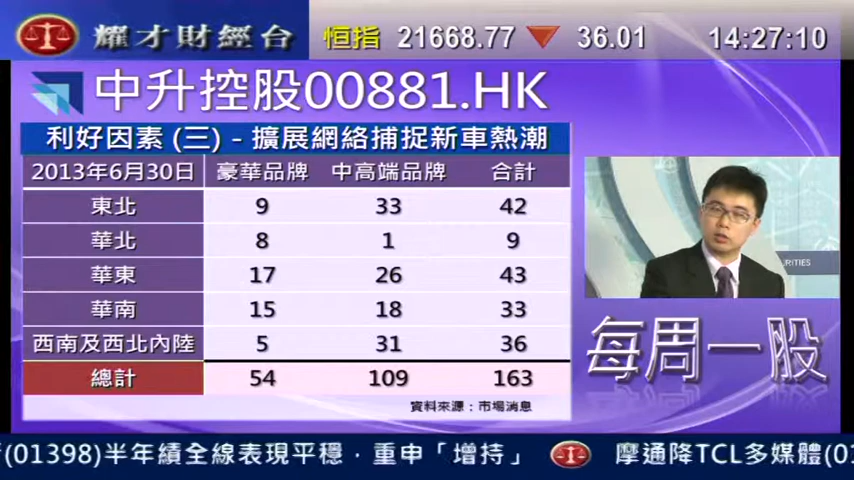 耀才財經台
恒指 21668.77 ▼ 36.01 14:27:10
中升控股00881.HK
利好因素 (三) - 擴展網絡捕捉新車熱潮
2013年6月30日 豪華品牌 中高端品牌 合計
東北 9 33 42
華北 8 1 9
華東 17 26 43
華南 15 18 33
西南及西北內陸 5 31 36
總計 54 109 163
資料來源：市場消息
RITIES
每周一股
(01398)半年績全線表現平穩．重申「增持」 摩通降TCL多媒體(01